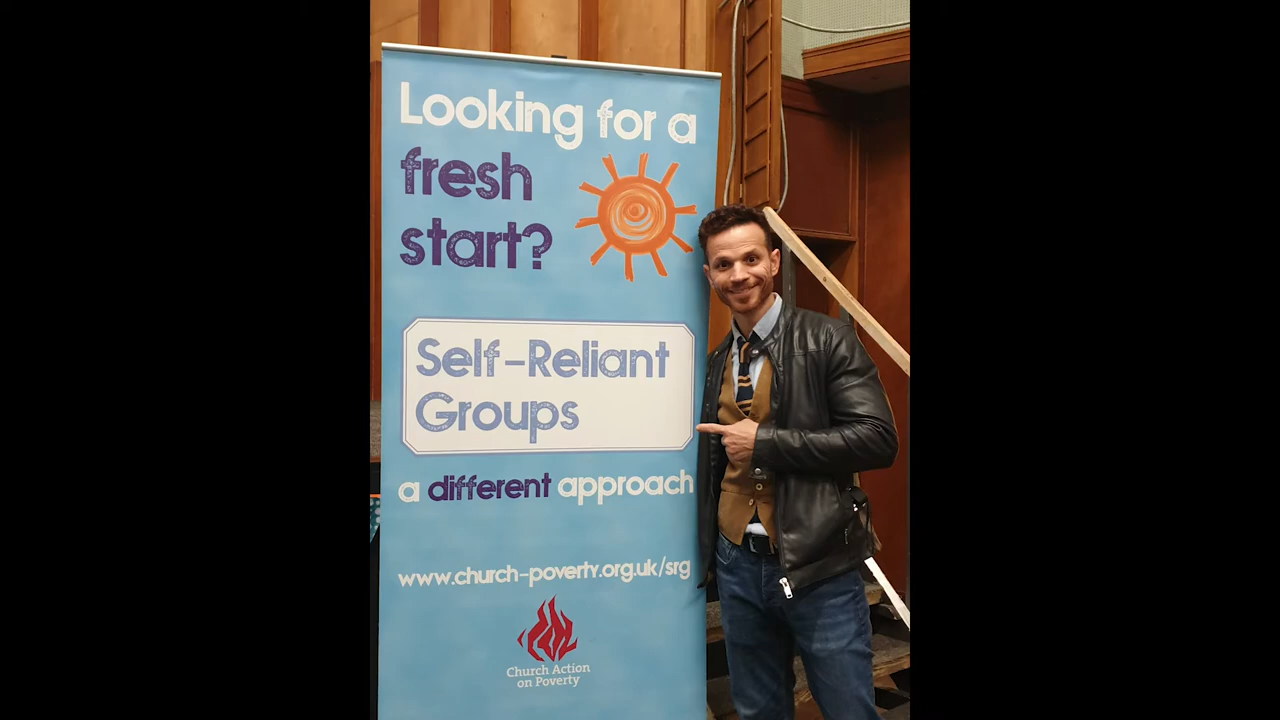 Looking for a
fresh
start?
Self-Reliant
Groups
a different approach
www.church-poverty.org.uk/srg
Church Action
on Poverty